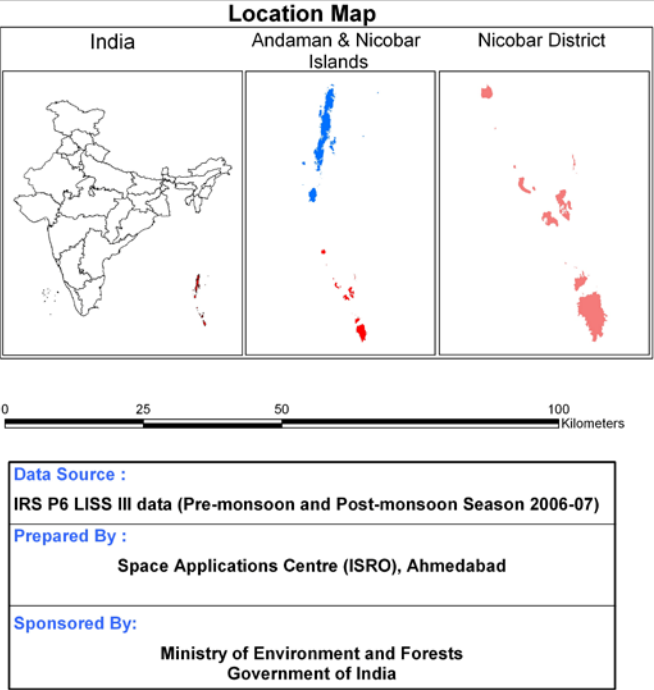 Location Map
India
Andaman & Nicobar
Islands
Nicobar District
0 25 50 100
Kilometers
Data Source :
IRS P6 LISS III data (Pre-monsoon and Post-monsoon Season 2006-07)
Prepared By :
Space Applications Centre (ISRO), Ahmedabad
Sponsored By:
Ministry of Environment and Forests
Government of India